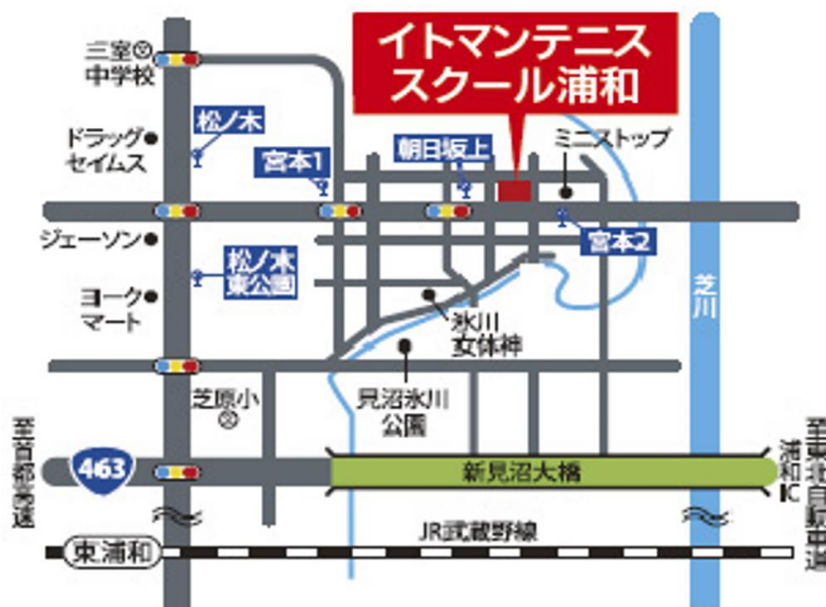 イトマンテニス
スクール浦和
三室㊛
中学校
松ノ木
ドラッグ
セイムス
宮本1
朝日坂上
ミニストップ
ジェーソン
宮本2
松ノ木
東公園
ヨーク
マート
芝川
氷川
女体神
芝原小
見沼氷川
公園
至首都高速
463
新見沼大橋
浦和IC
至東北自動車道
JR武蔵野線
東浦和